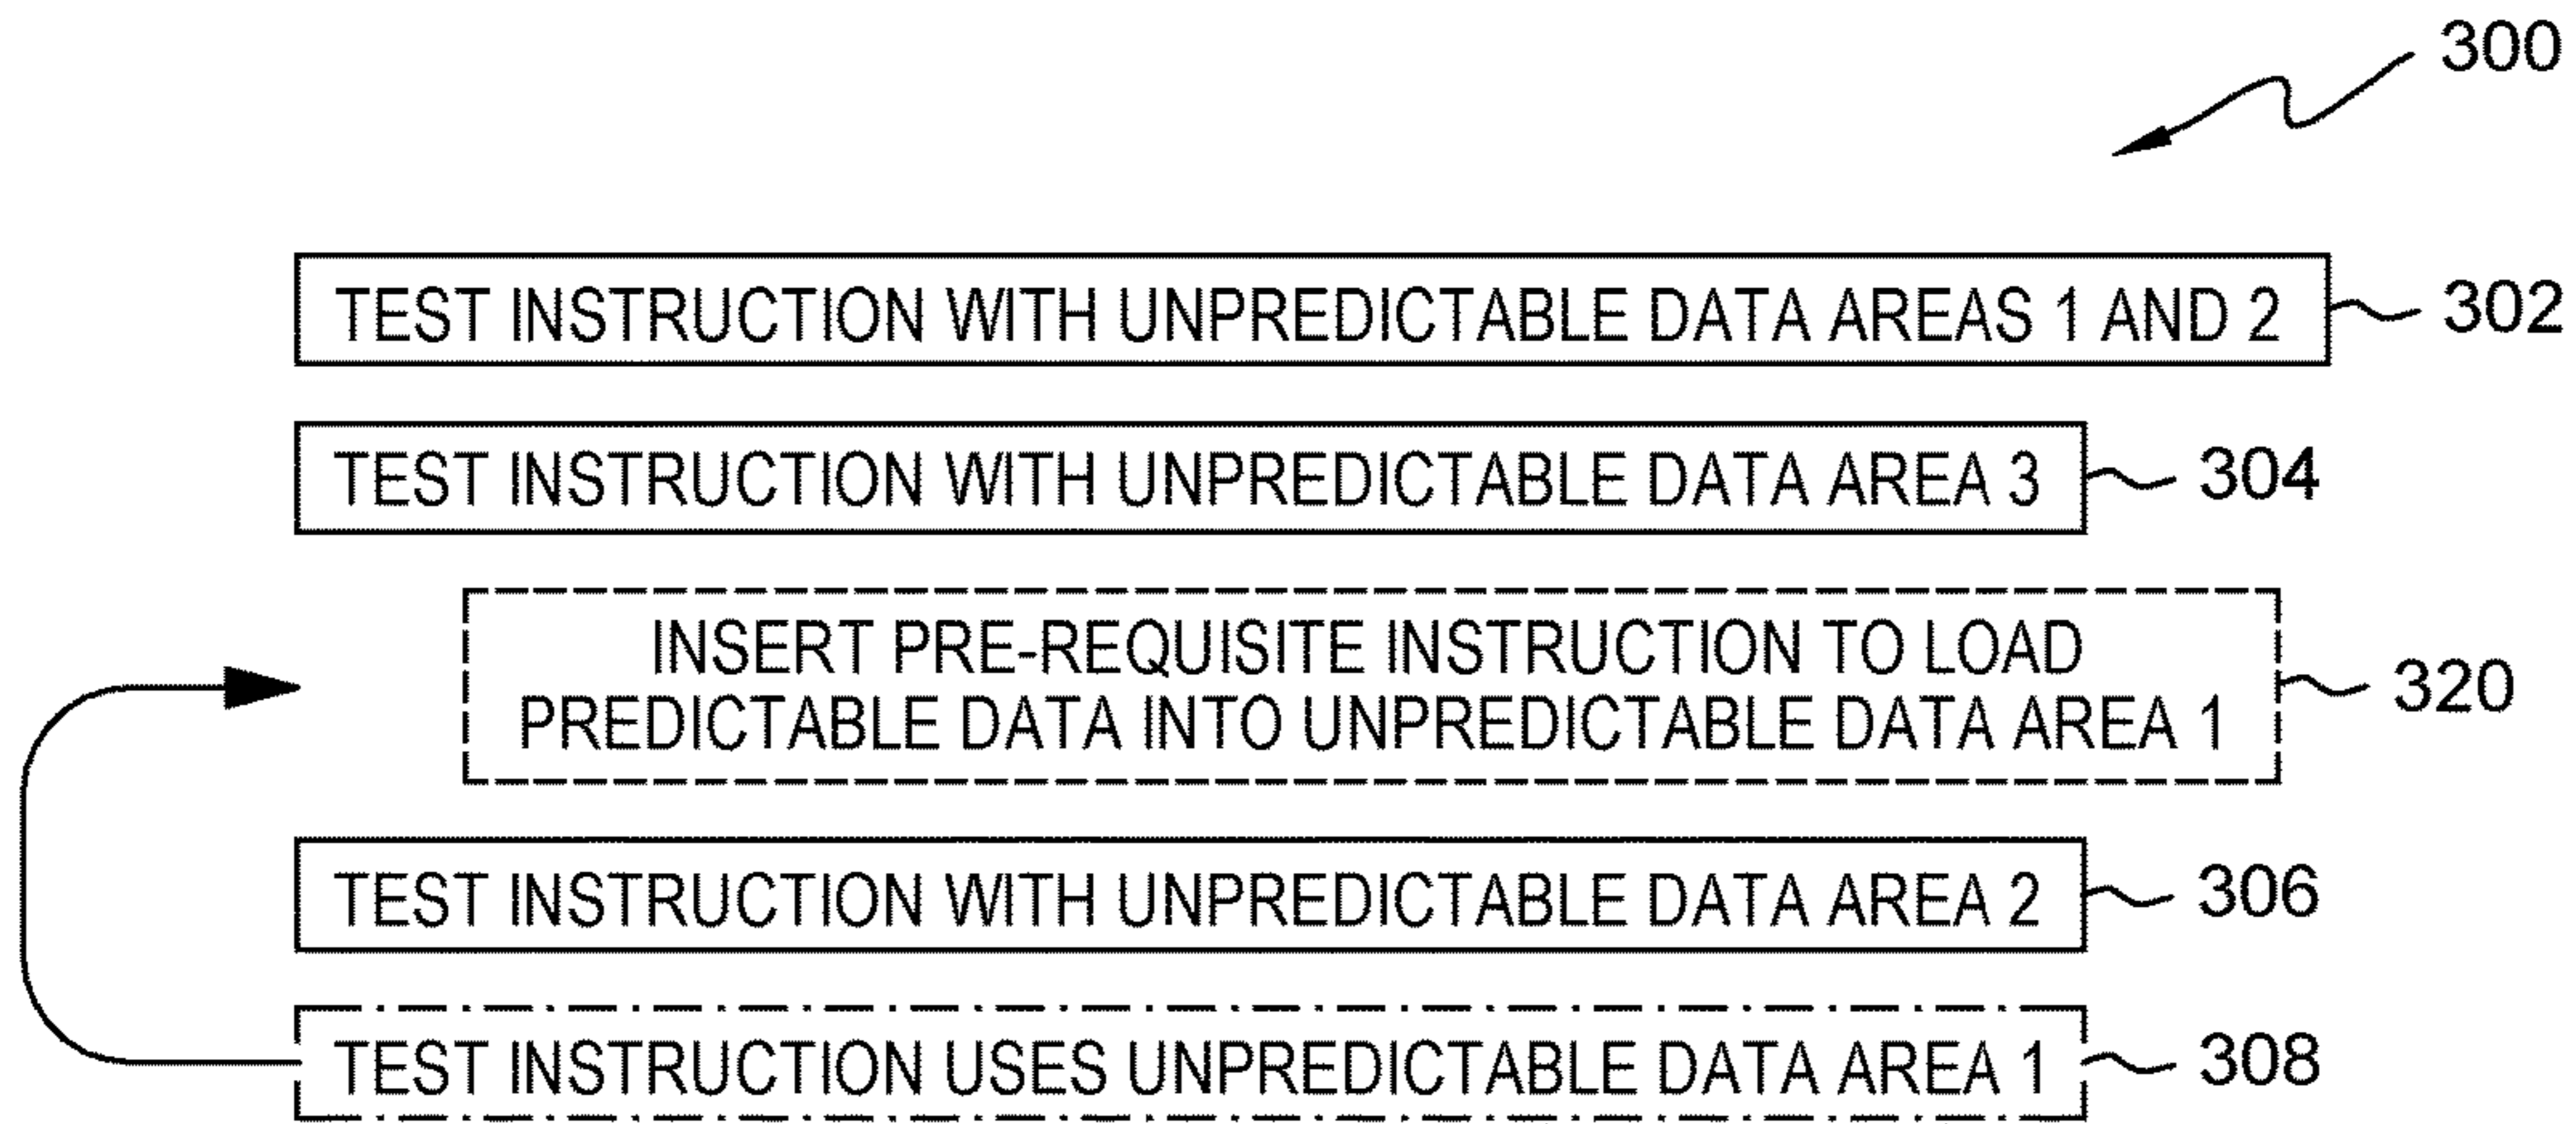 300
TEST INSTRUCTION WITH UNPREDICTABLE DATA AREAS 1 AND 2 302
TEST INSTRUCTION WITH UNPREDICTABLE DATA AREA 3 304
INSERT PRE-REQUISITE INSTRUCTION TO LOAD
PREDICTABLE DATA INTO UNPREDICTABLE DATA AREA 1
320
TEST INSTRUCTION WITH UNPREDICTABLE DATA AREA 2 306
TEST INSTRUCTION USES UNPREDICTABLE DATA AREA 1 308